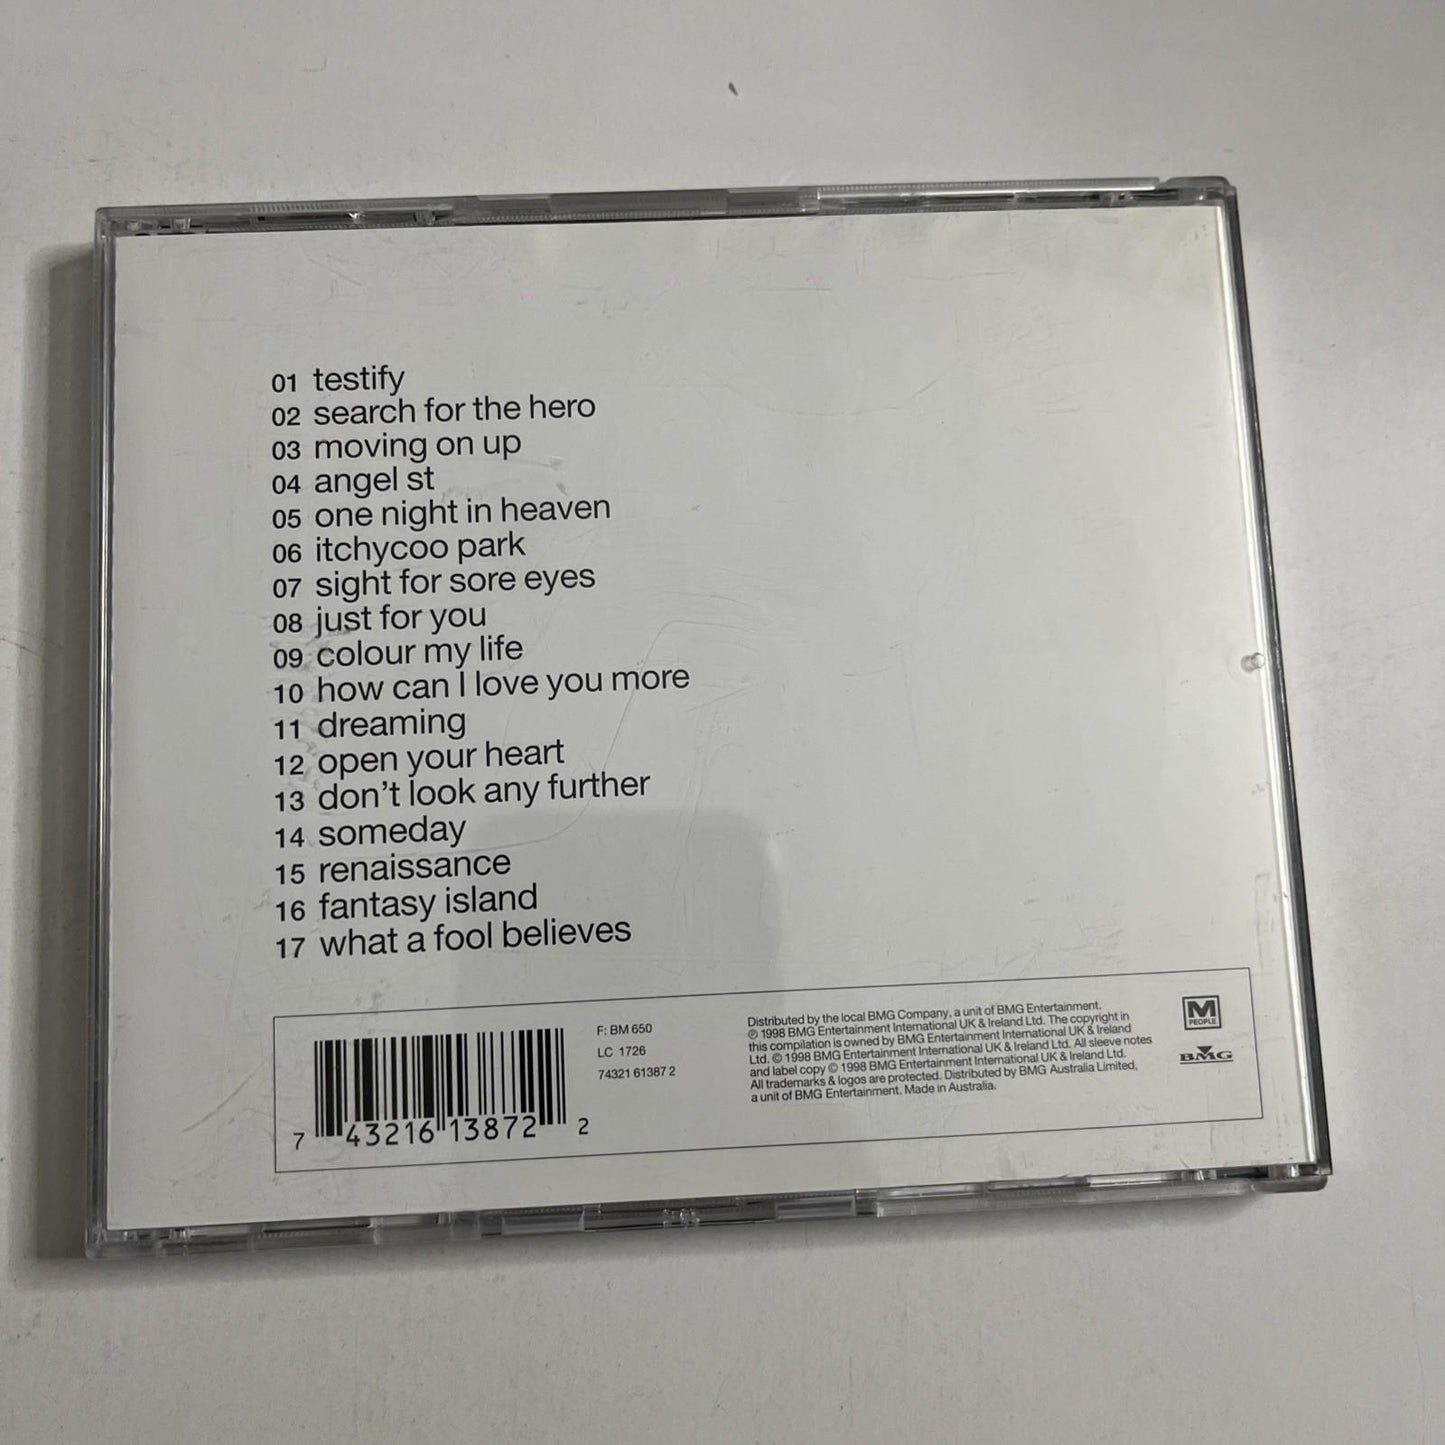 01 testify
02 search for the hero
03 moving on up
04 angel st
05 one night in heaven
06 itchycoo park
07 sight for sore eyes
08 just for you
09 colour my life
10 how can I love you more
11 dreaming
12 open your heart
13 don't look any further
14 someday
15 renaissance
16 fantasy island
17 what a fool believes
7 43216 13872 2
F: BM 650
LC 1726
74321 61387 2
Distributed by the local BMG Company, a unit of BMG Entertainment.
℗ 1998 BMG Entertainment International UK & Ireland Ltd. The copyright in
this compilation is owned by BMG Entertainment International UK & Ireland
Ltd. © 1998 BMG Entertainment International UK & Ireland Ltd. All sleeve notes
and label copy © 1998 BMG Entertainment International UK & Ireland Ltd.
All trademarks & logos are protected. Distributed by BMG Australia Limited,
a unit of BMG Entertainment. Made in Australia.
M
PEOPLE
BMG